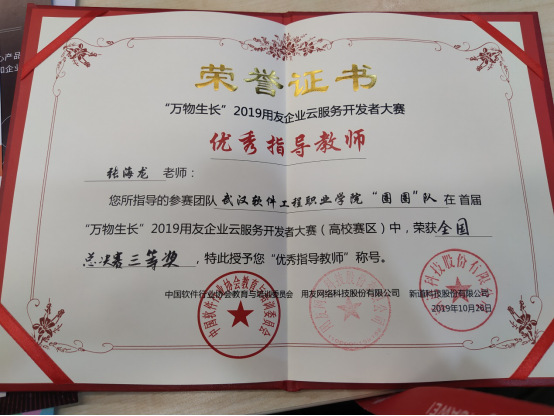 心产品
荣誉证书
“万物生长”2019用友企业云服务开发者大赛
优秀指导教师
张海龙 老师：
您所指导的参赛团队 武汉软件工程职业学院“圈圈”队 在首届
“万物生长”2019用友企业云服务开发者大赛（高校赛区）中，荣获全国
总决赛三等奖，特此授予您“优秀指导教师”称号。
中国软件行业协会教育与培训委员会 用友网络科技股份有限公司 新道科技股份有限公司
2019年10月26日